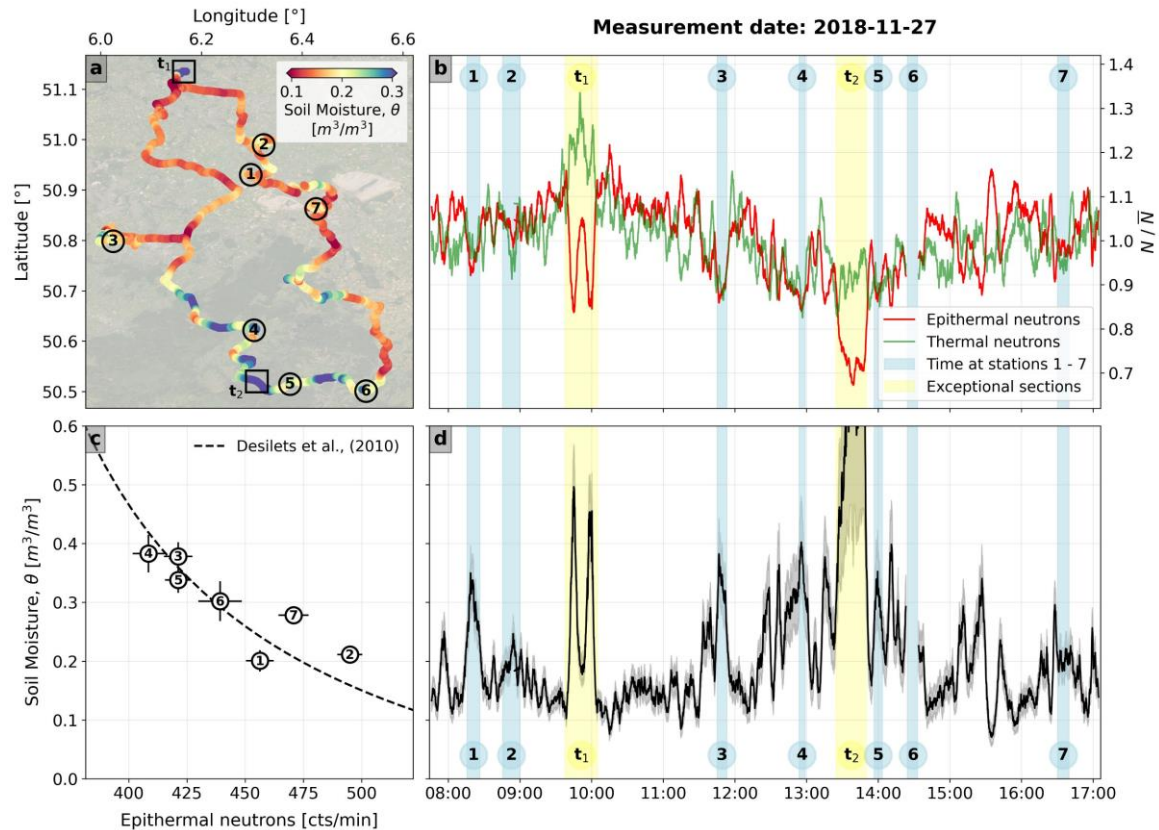 Longitude [°]
6.0 6.2 6.4 6.6
Measurement date: 2018-11-27
a
t1
0.1 0.2 0.3
Soil Moisture, θ
[m³/m³]
51.1
51.0
50.9
50.8
50.7
50.6
50.5
Latitude [°]
2
1
7
3
4
t2
5
6
b
1 2 t1 3 4 t2 5 6 7
1.4
1.3
1.2
1.1
1.0
0.9
0.8
0.7
N / N̅
Epithermal neutrons
Thermal neutrons
Time at stations 1 - 7
Exceptional sections
c
Desilets et al., (2010)
0.6
0.5
0.4
0.3
0.2
0.1
0.0
Soil Moisture, θ [m³/m³]
4
3
5
6
7
1
2
400 425 450 475 500
Epithermal neutrons [cts/min]
d
1 2 t1 3 4 t2 5 6 7
08:00 09:00 10:00 11:00 12:00 13:00 14:00 15:00 16:00 17:00